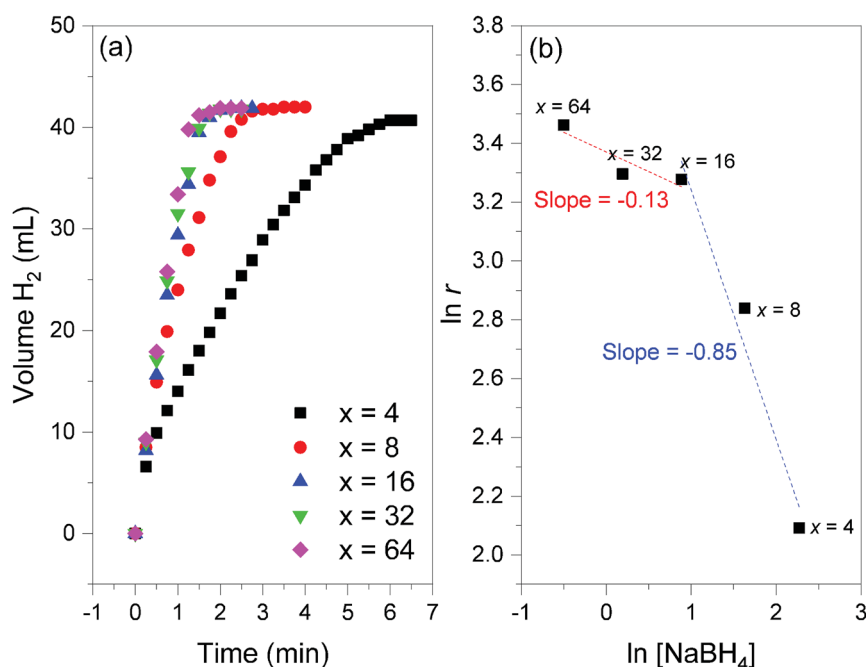 (a)
50
40
30
20
10
0
Volume H₂ (mL)
x = 4
x = 8
x = 16
x = 32
x = 64
-1 0 1 2 3 4 5 6 7
Time (min)
(b)
3.8
3.6
3.4
3.2
3.0
2.8
2.6
2.4
2.2
2.0
ln r
x = 64
x = 32
x = 16
Slope = -0.13
x = 8
Slope = -0.85
x = 4
-1 0 1 2 3
ln [NaBH₄]